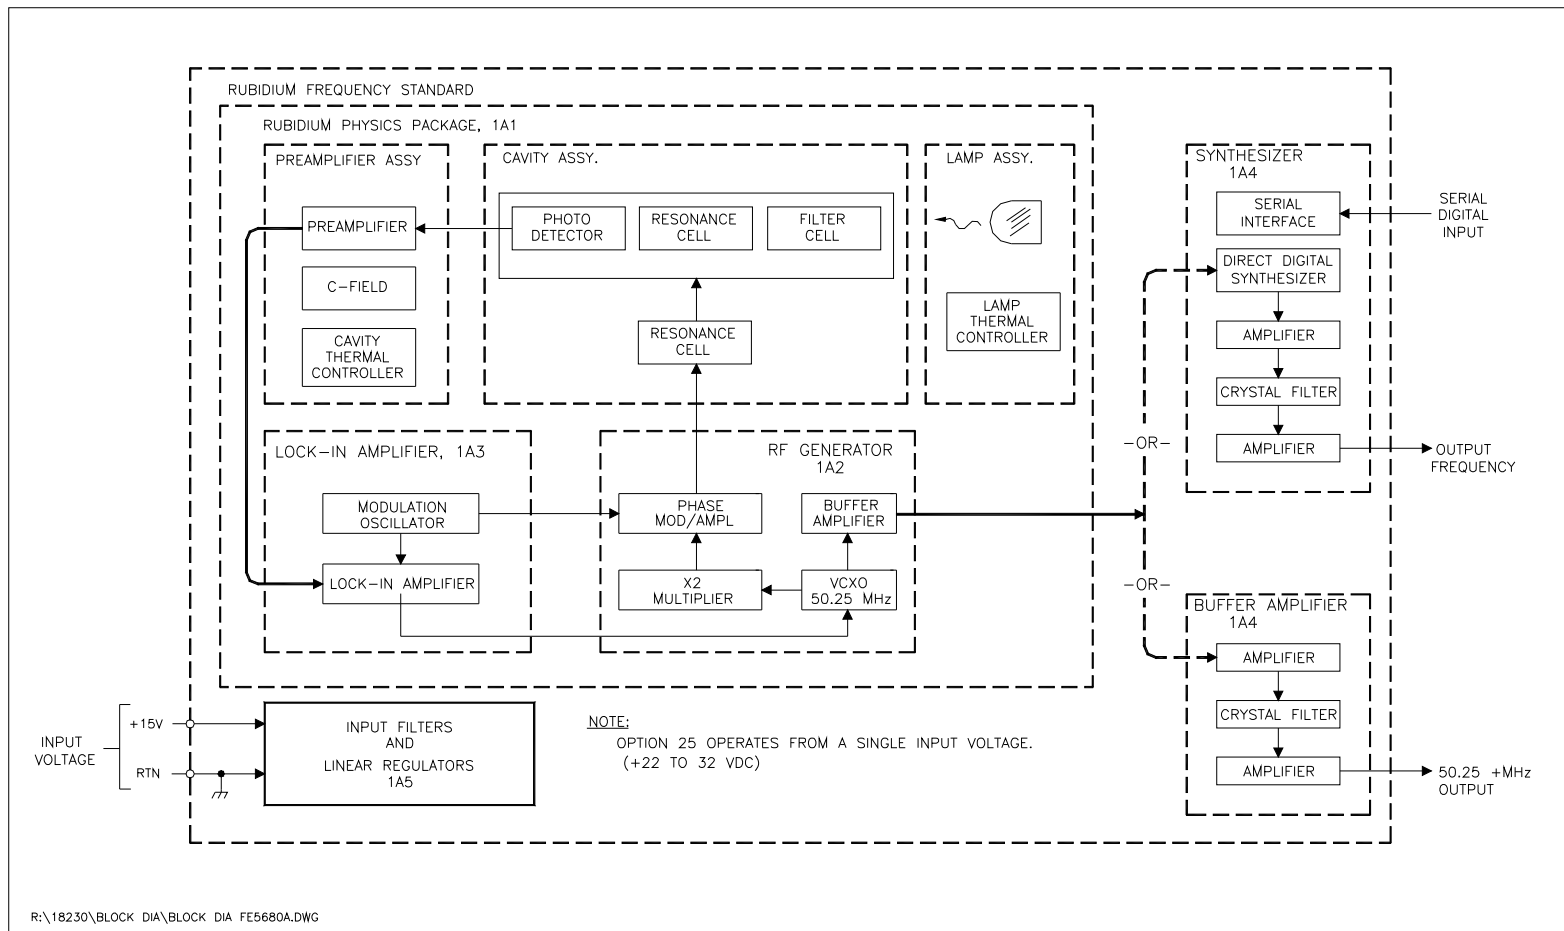 RUBIDIUM FREQUENCY STANDARD
RUBIDIUM PHYSICS PACKAGE, 1A1
PREAMPLIFIER ASSY
PREAMPLIFIER
C-FIELD
CAVITY
THERMAL
CONTROLLER
CAVITY ASSY.
PHOTO
DETECTOR
RESONANCE
CELL
FILTER
CELL
RESONANCE
CELL
LAMP ASSY.
LAMP
THERMAL
CONTROLLER
LOCK-IN AMPLIFIER, 1A3
MODULATION
OSCILLATOR
LOCK-IN AMPLIFIER
RF GENERATOR
1A2
PHASE
MOD/AMPL
BUFFER
AMPLIFIER
X2
MULTIPLIER
VCXO
50.25 MHz
-OR-
-OR-
SYNTHESIZER
1A4
SERIAL
INTERFACE
DIRECT DIGITAL
SYNTHESIZER
AMPLIFIER
CRYSTAL FILTER
AMPLIFIER
SERIAL
DIGITAL
INPUT
OUTPUT
FREQUENCY
BUFFER AMPLIFIER
1A4
AMPLIFIER
CRYSTAL FILTER
AMPLIFIER
50.25 +MHz
OUTPUT
INPUT
VOLTAGE
+15V
RTN
INPUT FILTERS
AND
LINEAR REGULATORS
1A5
NOTE:
OPTION 25 OPERATES FROM A SINGLE INPUT VOLTAGE.
(+22 TO 32 VDC)
R:\18230\BLOCK DIA\BLOCK DIA FE5680A.DWG